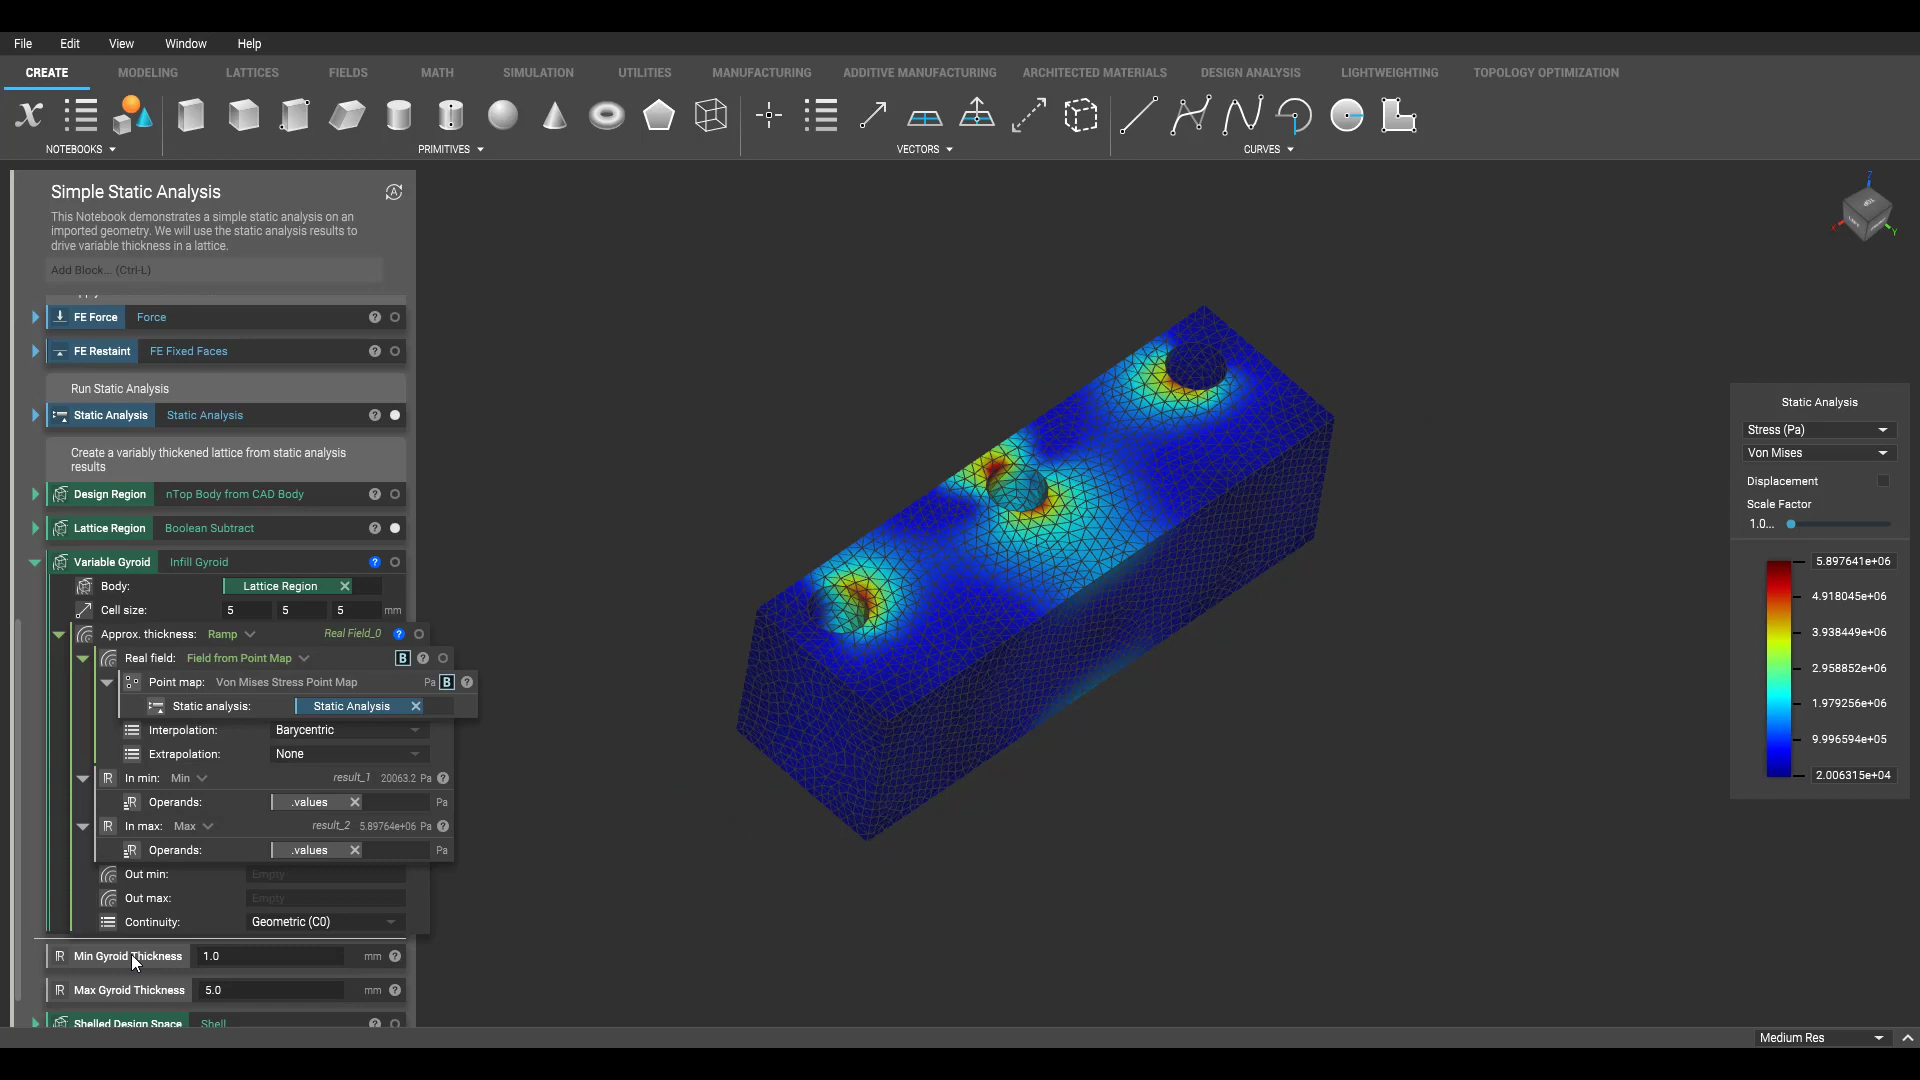 File Edit View Window Help
CREATE MODELING LATTICES FIELDS MATH SIMULATION UTILITIES MANUFACTURING ADDITIVE MANUFACTURING ARCHITECTED MATERIALS DESIGN ANALYSIS LIGHTWEIGHTING TOPOLOGY OPTIMIZATION
NOTEBOOKS PRIMITIVES VECTORS CURVES
Simple Static Analysis
This Notebook demonstrates a simple static analysis on an
imported geometry. We will use the static analysis results to
drive variable thickness in a lattice.
Add Block... (Ctrl-L)
FE Force Force
FE Restraint FE Fixed Faces
Run Static Analysis
Static Analysis Static Analysis
Create a variably thickened lattice from static analysis
results
Design Region nTop Body from CAD Body
Lattice Region Boolean Subtract
Variable Gyroid Infill Gyroid
Body: Lattice Region
Cell size: 5 5 5 mm
Approx. thickness: Ramp Real Field_0
Real field: Field from Point Map B
Point map: Von Mises Stress Point Map Pa B
Static analysis: Static Analysis
Interpolation: Barycentric
Extrapolation: None
In min: Min result_1 20063.2 Pa
Operands: .values Pa
In max: Max result_2 5.89764e+06 Pa
Operands: .values Pa
Out min: Empty
Out max: Empty
Continuity: Geometric (C0)
Min Gyroid Thickness 1.0 mm
Max Gyroid Thickness 5.0 mm
Shelled Design Space Shell
Z
TOP
X
Y
Static Analysis
Stress (Pa)
Von Mises
Displacement
Scale Factor
1.0...
5.897641e+06
4.918045e+06
3.938449e+06
2.958852e+06
1.979256e+06
9.996594e+05
2.006315e+04
Medium Res